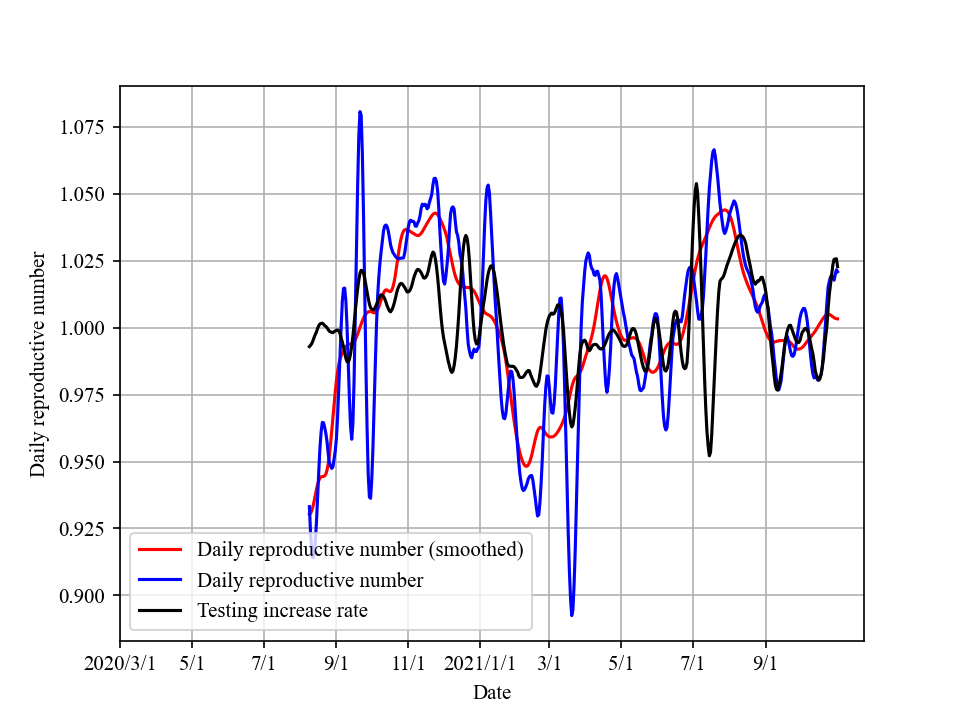 Daily reproductive number
1.075
1.050
1.025
1.000
0.975
0.950
0.925
0.900
Daily reproductive number (smoothed)
Daily reproductive number
Testing increase rate
2020/3/1 5/1 7/1 9/1 11/1 2021/1/1 3/1 5/1 7/1 9/1
Date